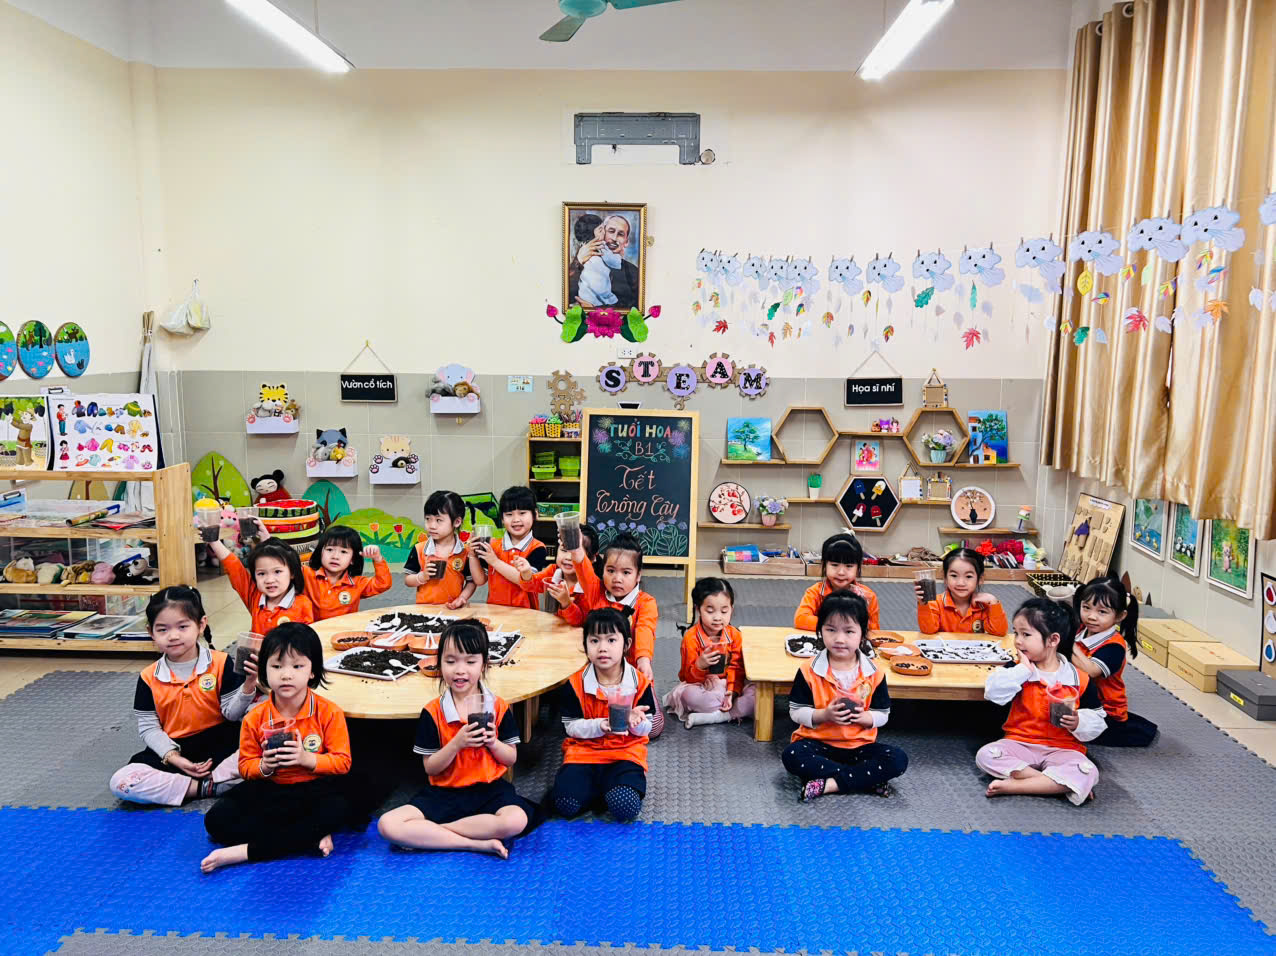 Vườn cổ tích
STEAM
Họa sĩ nhí
TUỔI HOA
B1
Tết
Trồng Cây